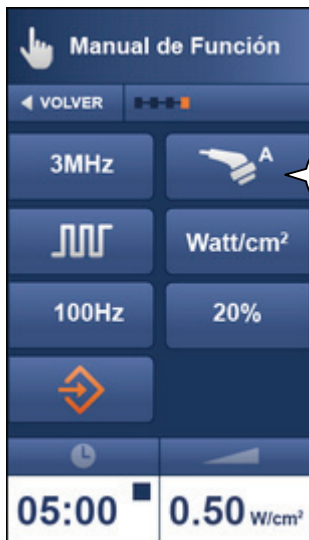 Manual de Función
VOLVER
3MHz
A
Watt/cm²
100Hz
20%
05:00
0.50 W/cm²